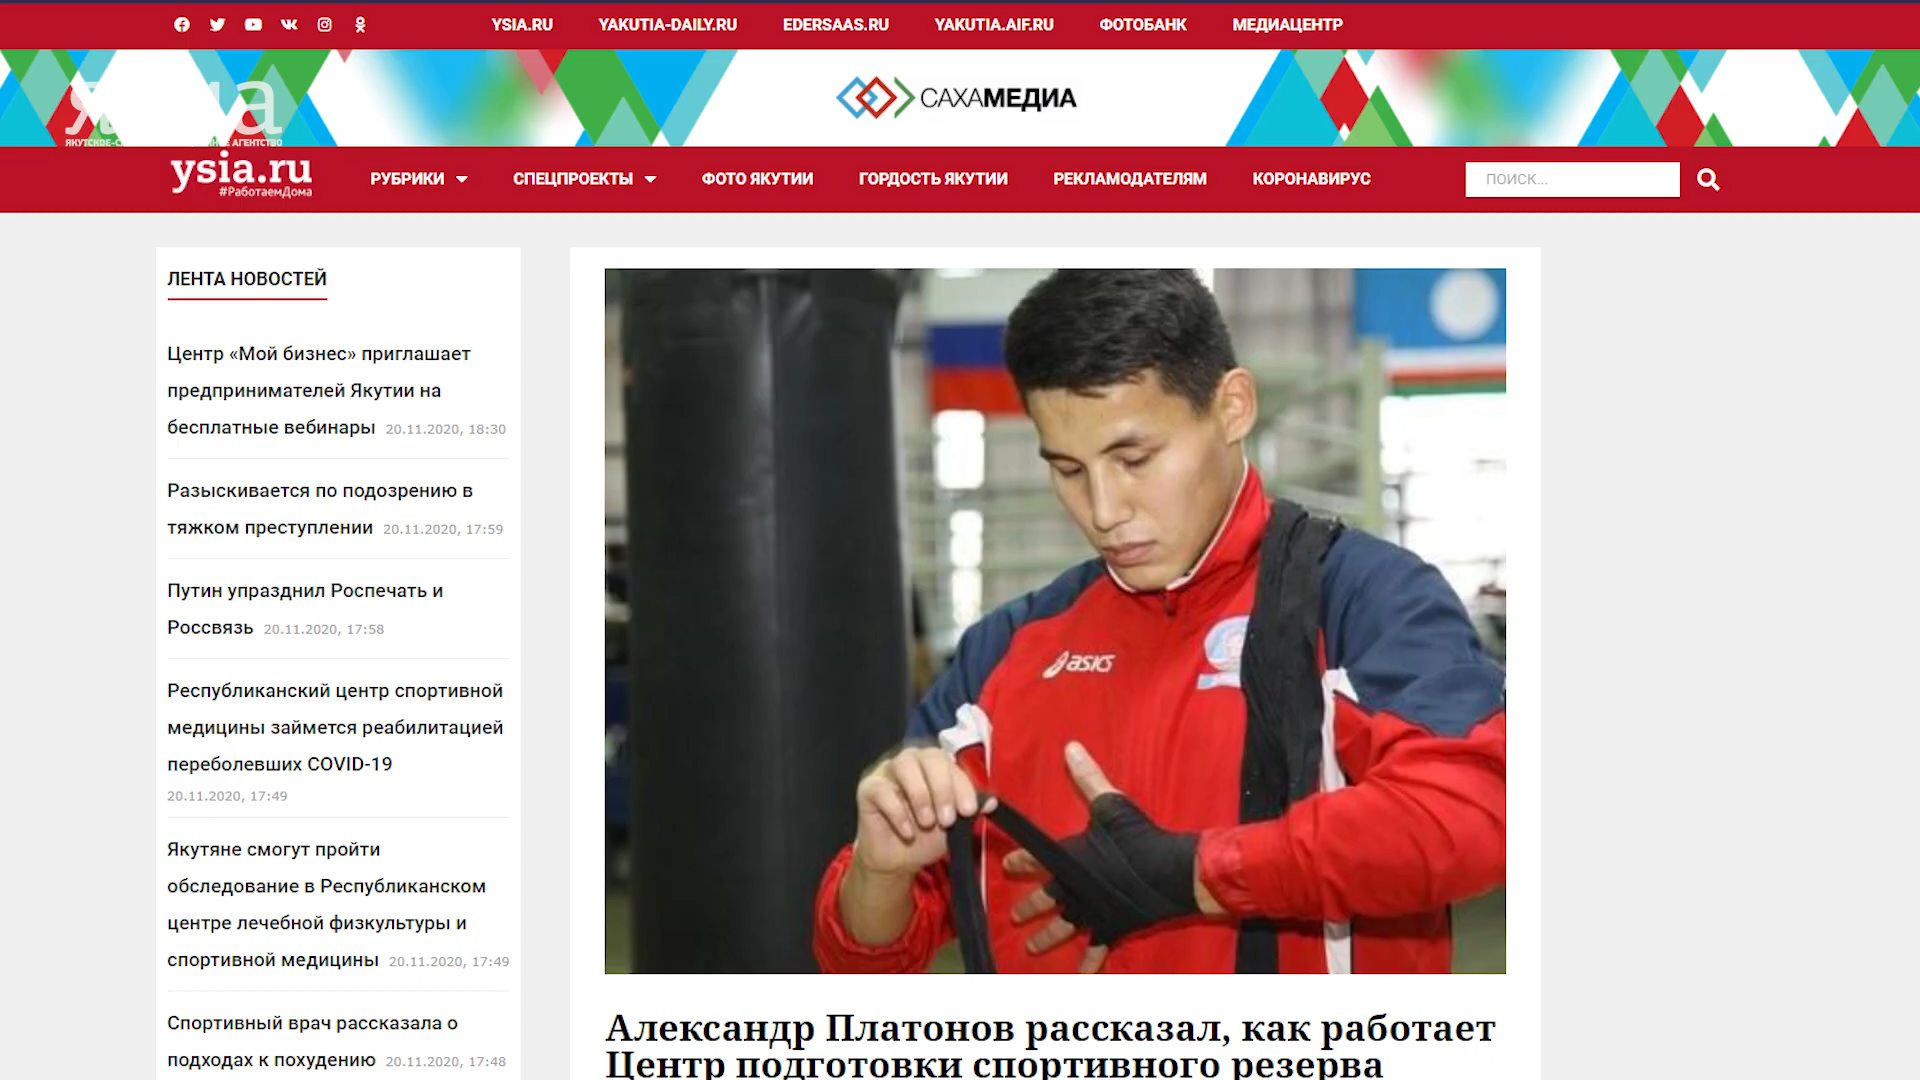 YSIA.RU YAKUTIA-DAILY.RU EDERSAAS.RU YAKUTIA.AIF.RU ФОТОБАНК МЕДИАЦЕНТР
САХАМЕДИА
АГЕНТСТВО
ysia.ru
#РаботаемДома
РУБРИКИ СПЕЦПРОЕКТЫ ФОТО ЯКУТИИ ГОРДОСТЬ ЯКУТИИ РЕКЛАМОДАТЕЛЯМ КОРОНАВИРУС ПОИСК...
ЛЕНТА НОВОСТЕЙ
Центр «Мой бизнес» приглашает
предпринимателей Якутии на
бесплатные вебинары 20.11.2020, 18:30
Разыскивается по подозрению в
тяжком преступлении 20.11.2020, 17:59
Путин упразднил Роспечать и
Россвязь 20.11.2020, 17:58
Республиканский центр спортивной
медицины займется реабилитацией
переболевших COVID-19
20.11.2020, 17:49
Якутяне смогут пройти
обследование в Республиканском
центре лечебной физкультуры и
спортивной медицины 20.11.2020, 17:49
Спортивный врач рассказала о
подходах к похудению 20.11.2020, 17:48
asics
Александр Платонов рассказал, как работает
Центр подготовки спортивного резерва